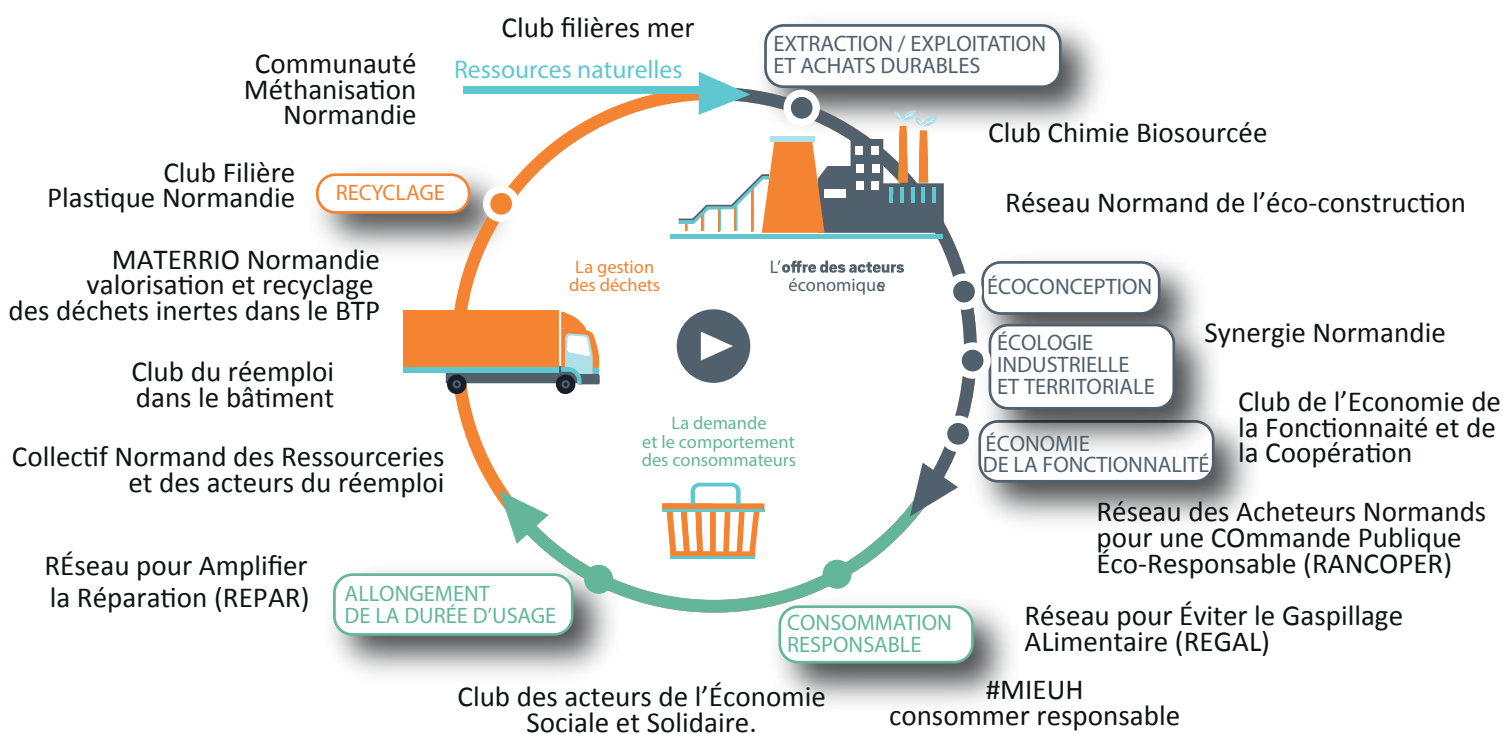 Club filières mer
EXTRACTION / EXPLOITATION
ET ACHATS DURABLES
Communauté
Méthanisation
Normandie
Ressources naturelles
Club Chimie Biosourcée
Club Filière
Plastique Normandie
RECYCLAGE
Réseau Normand de l’éco-construction
MATERRIO Normandie
valorisation et recyclage
des déchets inertes dans le BTP
La gestion
des déchets
L’offre des acteurs
économique
ÉCOCONCEPTION
Synergie Normandie
ÉCOLOGIE
INDUSTRIELLE
ET TERRITORIALE
Club du réemploi
dans le bâtiment
Club de l’Economie de
la Fonctionnaité et de
la Coopération
La demande
et le comportement
des consommateurs
ÉCONOMIE
DE LA FONCTIONNALITÉ
Collectif Normand des Ressourceries
et des acteurs du réemploi
Réseau des Acheteurs Normands
pour une COmmande Publique
Éco-Responsable (RANCOPER)
RÉseau pour Amplifier
la Réparation (REPAR)
ALLONGEMENT
DE LA DURÉE D’USAGE
CONSOMMATION
RESPONSABLE
Réseau pour Éviter le Gaspillage
ALimentaire (REGAL)
Club des acteurs de l’Économie
Sociale et Solidaire.
#MIEUH
consommer responsable